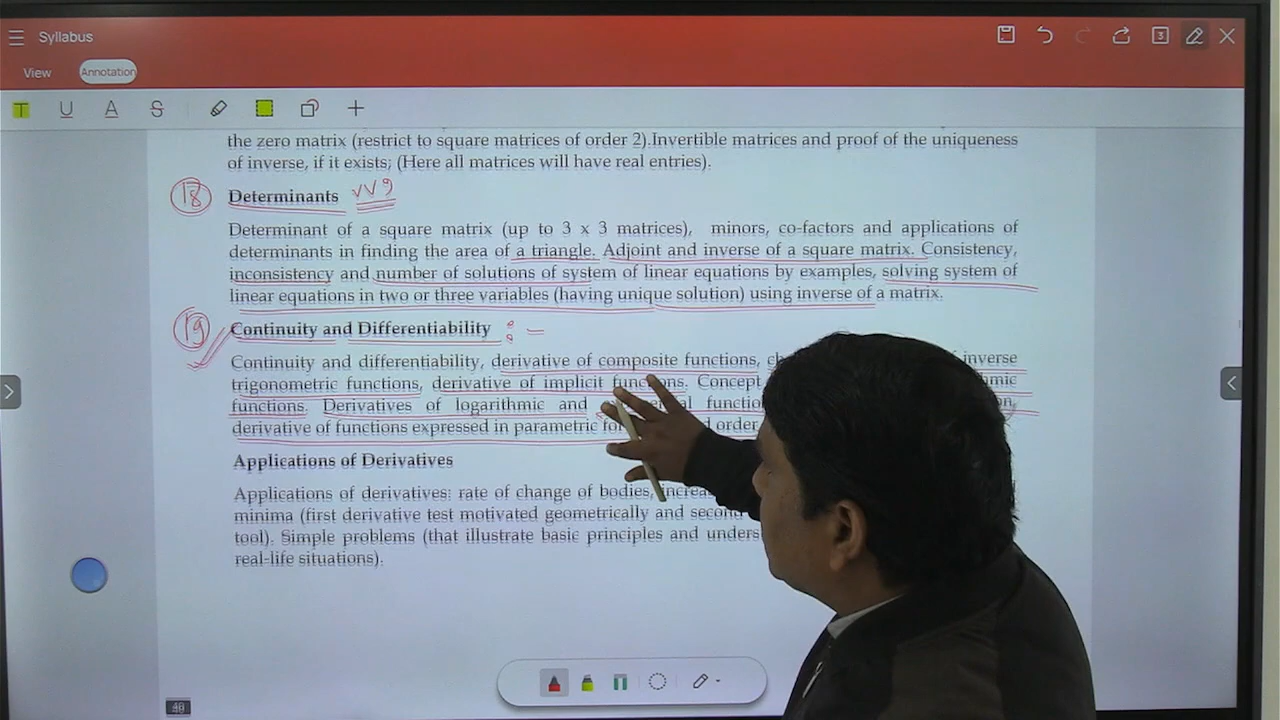 Syllabus
3
View
Annotation
T U A S
the zero matrix (restrict to square matrices of order 2).Invertible matrices and proof of the uniqueness
of inverse, if it exists; (Here all matrices will have real entries).
18 Determinants VV9
Determinant of a square matrix (up to 3 x 3 matrices), minors, co-factors and applications of
determinants in finding the area of a triangle. Adjoint and inverse of a square matrix. Consistency,
inconsistency and number of solutions of system of linear equations by examples, solving system of
linear equations in two or three variables (having unique solution) using inverse of a matrix.
19 Continuity and Differentiability :-
Continuity and differentiability, derivative of composite functions, inverse
trigonometric functions, derivative of implicit functions. Concept
functions. Derivatives of logarithmic and
derivative of functions expressed in parametric order
Applications of Derivatives
Applications of derivatives: rate of change of bodies,
minima (first derivative test motivated geometrically and second
tool). Simple problems (that illustrate basic principles and
real-life situations).